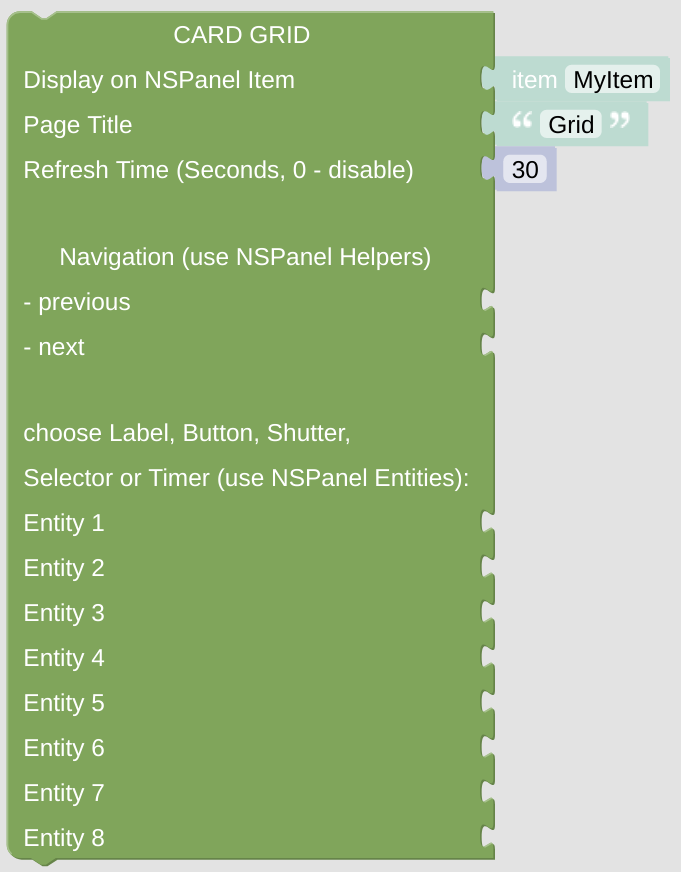 CARD GRID
Display on NSPanel Item item MyItem
Page Title “ Grid ”
Refresh Time (Seconds, 0 - disable) 30
Navigation (use NSPanel Helpers)
- previous
- next
choose Label, Button, Shutter,
Selector or Timer (use NSPanel Entities):
Entity 1
Entity 2
Entity 3
Entity 4
Entity 5
Entity 6
Entity 7
Entity 8